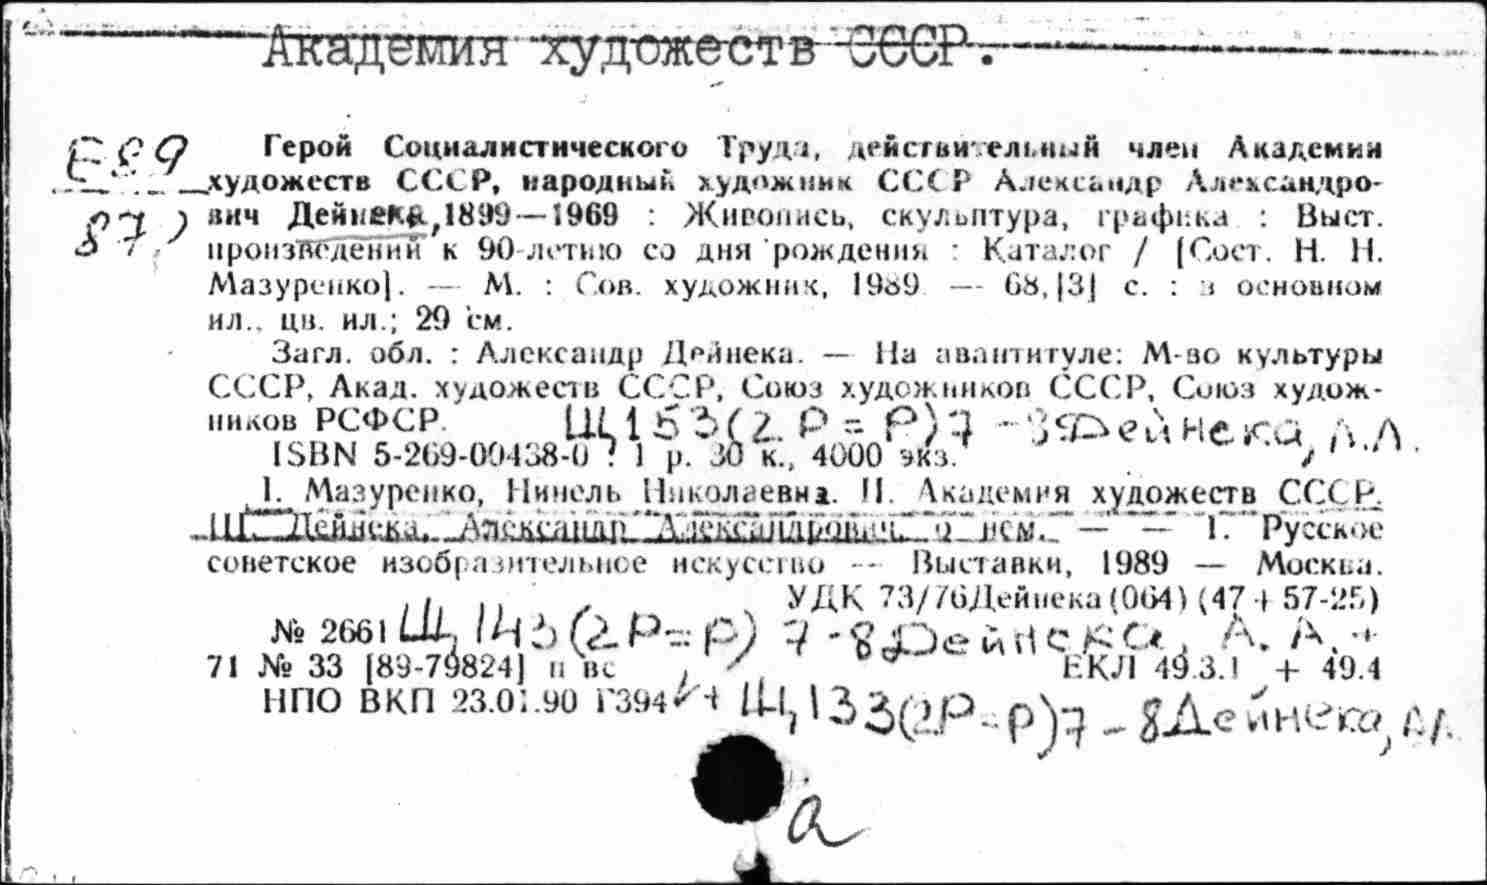 Академия художеств СССР.
Е89
87
Герой Социалистического Труда, действительный член Академии
художеств СССР, народный художник СССР Александр Александро-
вич Дейнека, 1899—1969 : Живопись, скульптура, графика : Выст.
произведений к 90-летию со дня рождения : Каталог / [Сост. Н. Н.
Мазуренко]. — М. : Сов. художник, 1989. — 68,[3] с. : в основном
ил., цв. ил.; 29 см.
Загл. обл. : Александр Дейнека. — На авантитуле: М-во культуры
СССР, Акад. художеств СССР, Союз художников СССР, Союз худож-
ников РСФСР.
Щ153(2Р=Р)7-8Дейнека, А.А.
ISBN 5-269-00438-0 : 1 р. 30 к., 4000 экз.
I. Мазуренко, Нинель Николаевна. II. Академия художеств СССР.
III. Дейнека, Александр Александрович, о нем. — — 1. Русское
советское изобразительное искусство — Выставки, 1989 — Москва.
УДК 73/76Дейнека(064)(47+57-25)
№ 2661 Щ143(2Р=Р)7-8Дейнека, А.А.+
71 № 33 [89-79824] п вс ЕКЛ 49.3.1 + 49.4
НПО ВКП 23.01.90 Г394 + Щ133(2Р=Р)7-8Дейнека, АА
а